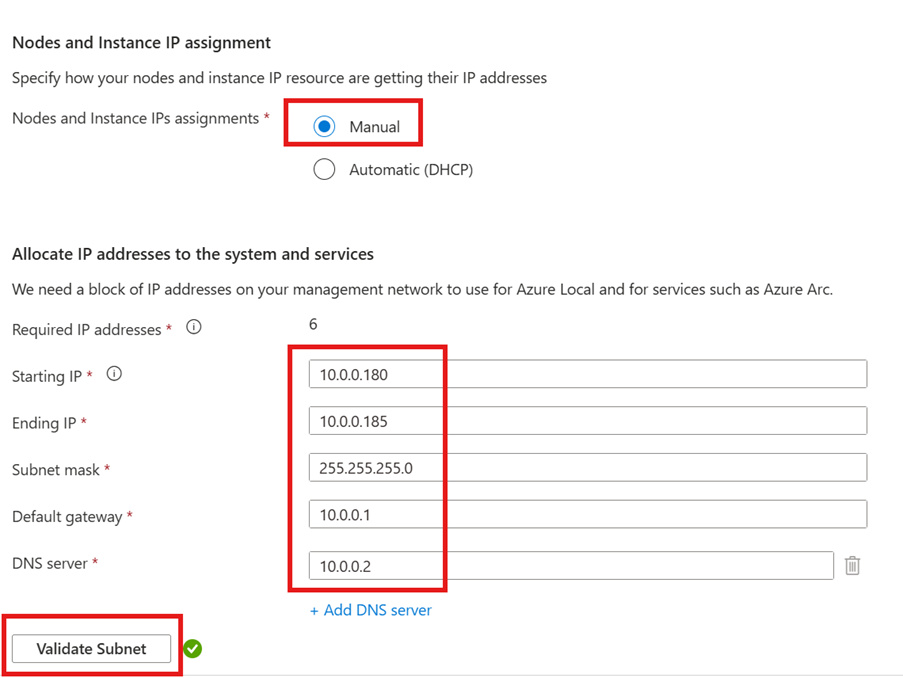 Nodes and Instance IP assignment
Specify how your nodes and instance IP resource are getting their IP addresses
Nodes and Instance IPs assignments *
Manual
Automatic (DHCP)
Allocate IP addresses to the system and services
We need a block of IP addresses on your management network to use for Azure Local and for services such as Azure Arc.
Required IP addresses * 6
Starting IP * 10.0.0.180
Ending IP * 10.0.0.185
Subnet mask * 255.255.255.0
Default gateway * 10.0.0.1
DNS server * 10.0.0.2
+ Add DNS server
Validate Subnet